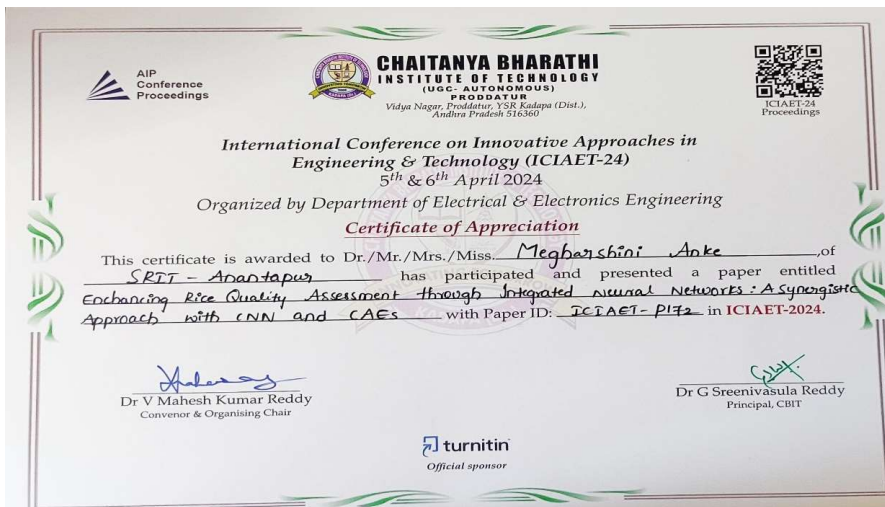 AIP
Conference
Proceedings
CHAITANYA BHARATHI
INSTITUTE OF TECHNOLOGY
(UGC- AUTONOMOUS)
PRODDATUR
Vidya Nagar, Proddatur, YSR Kadapa (Dist.),
Andhra Pradesh 516360
ICIAET-24
Proceedings
International Conference on Innovative Approaches in
Engineering & Technology (ICIAET-24)
5th & 6th April 2024
Organized by Department of Electrical & Electronics Engineering
Certificate of Appreciation
This certificate is awarded to Dr./Mr./Mrs./Miss. Megharshini Anke ,of
SRIT - Anantapur has participated and presented a paper entitled
Enchancing Rice Quality Assessment through Integrated Neural Networks: A Synergistic
Approach with CNN and CAEs with Paper ID: ICIAET- P172 in ICIAET-2024.
Dr V Mahesh Kumar Reddy
Convenor & Organising Chair
Dr G Sreenivasula Reddy
Principal, CBIT
turnitin
Official sponsor